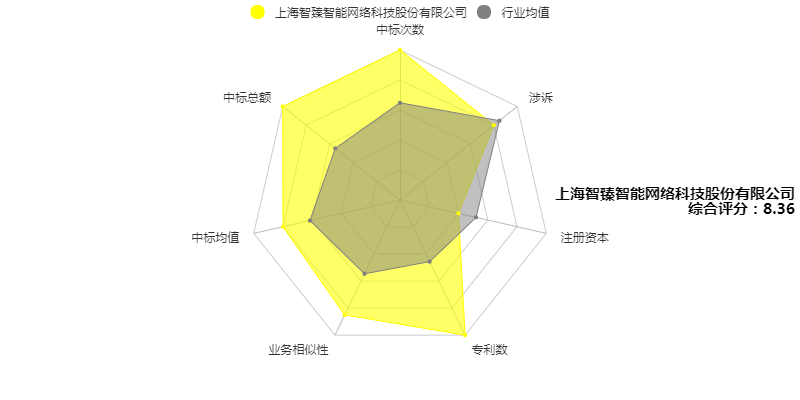 上海智臻智能网络科技股份有限公司
行业均值
中标次数
中标总额
涉诉
上海智臻智能网络科技股份有限公司
综合评分：8.36
中标均值
注册资本
业务相似性
专利数